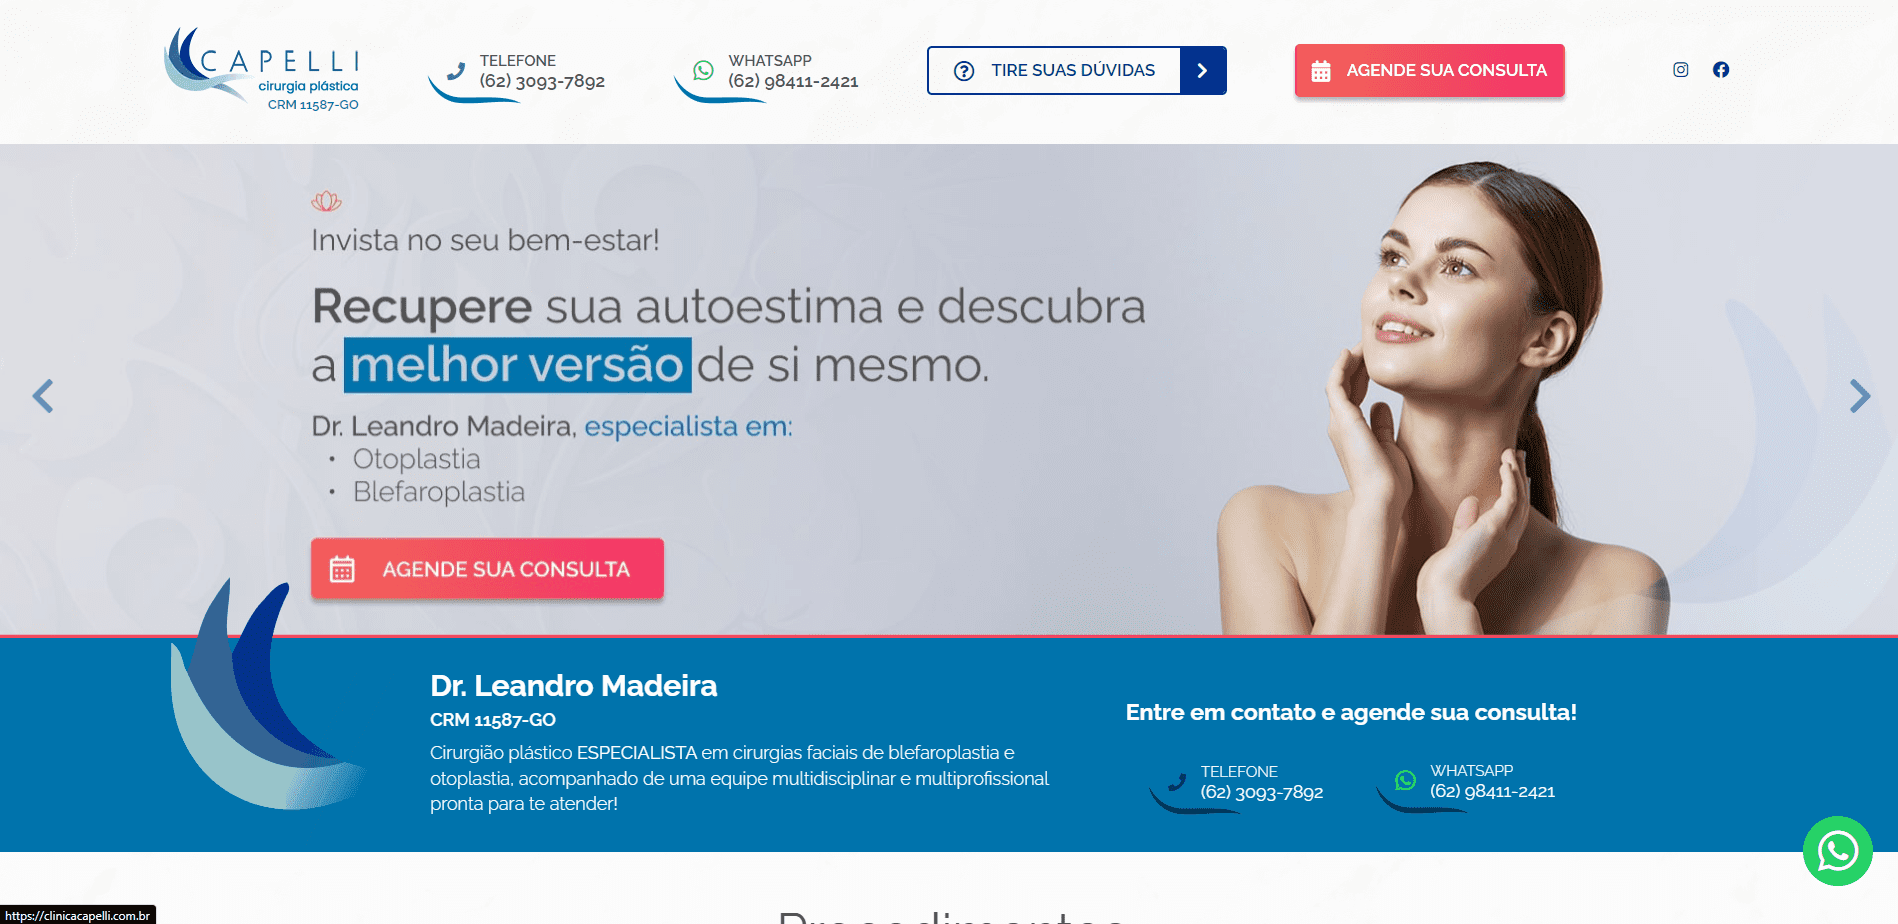 CAPELLI
cirurgia plástica
CRM 11587-GO
TELEFONE
(62) 3093-7892
WHATSAPP
(62) 98411-2421
TIRE SUAS DÚVIDAS
AGENDE SUA CONSULTA
Invista no seu bem-estar!
Recupere sua autoestima e descubra
a melhor versão de si mesmo.
Dr. Leandro Madeira, especialista em:
• Otoplastia
• Blefaroplastia
AGENDE SUA CONSULTA
Dr. Leandro Madeira
CRM 11587-GO
Cirurgião plástico ESPECIALISTA em cirurgias faciais de blefaroplastia e
otoplastia, acompanhado de uma equipe multidisciplinar e multiprofissional
pronta para te atender!
Entre em contato e agende sua consulta!
TELEFONE
(62) 3093-7892
WHATSAPP
(62) 98411-2421
Procedimentos
https://clinicacapelli.com.br